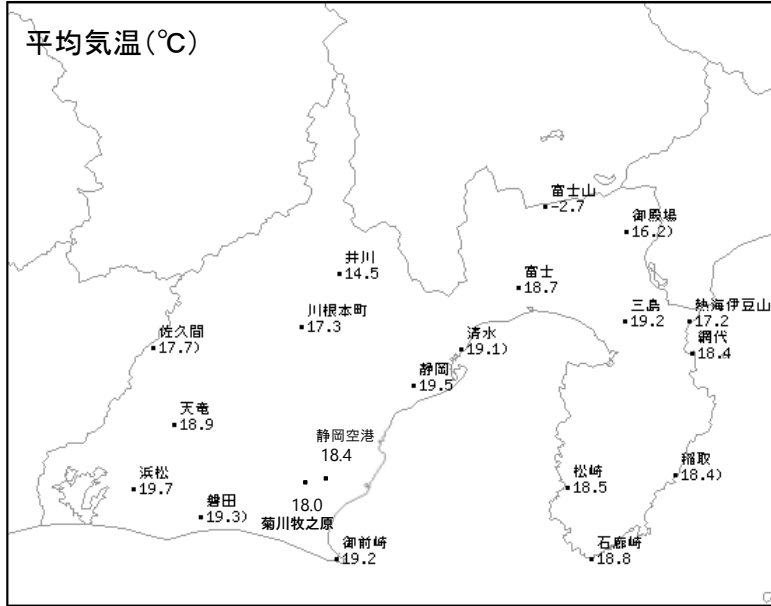 平均気温(℃)
富士山
-2.7
御殿場
16.2)
井川
14.5
富士
18.7
川根本町
17.3
三島
19.2
熱海伊豆山
17.2
佐久間
17.7)
清水
19.1)
網代
18.4
静岡
19.5
天竜
18.9
静岡空港
18.4
浜松
19.7
松崎
18.5
稲取
18.4)
磐田
19.3)
18.0
菊川牧之原
御前崎
19.2
石廊崎
18.8